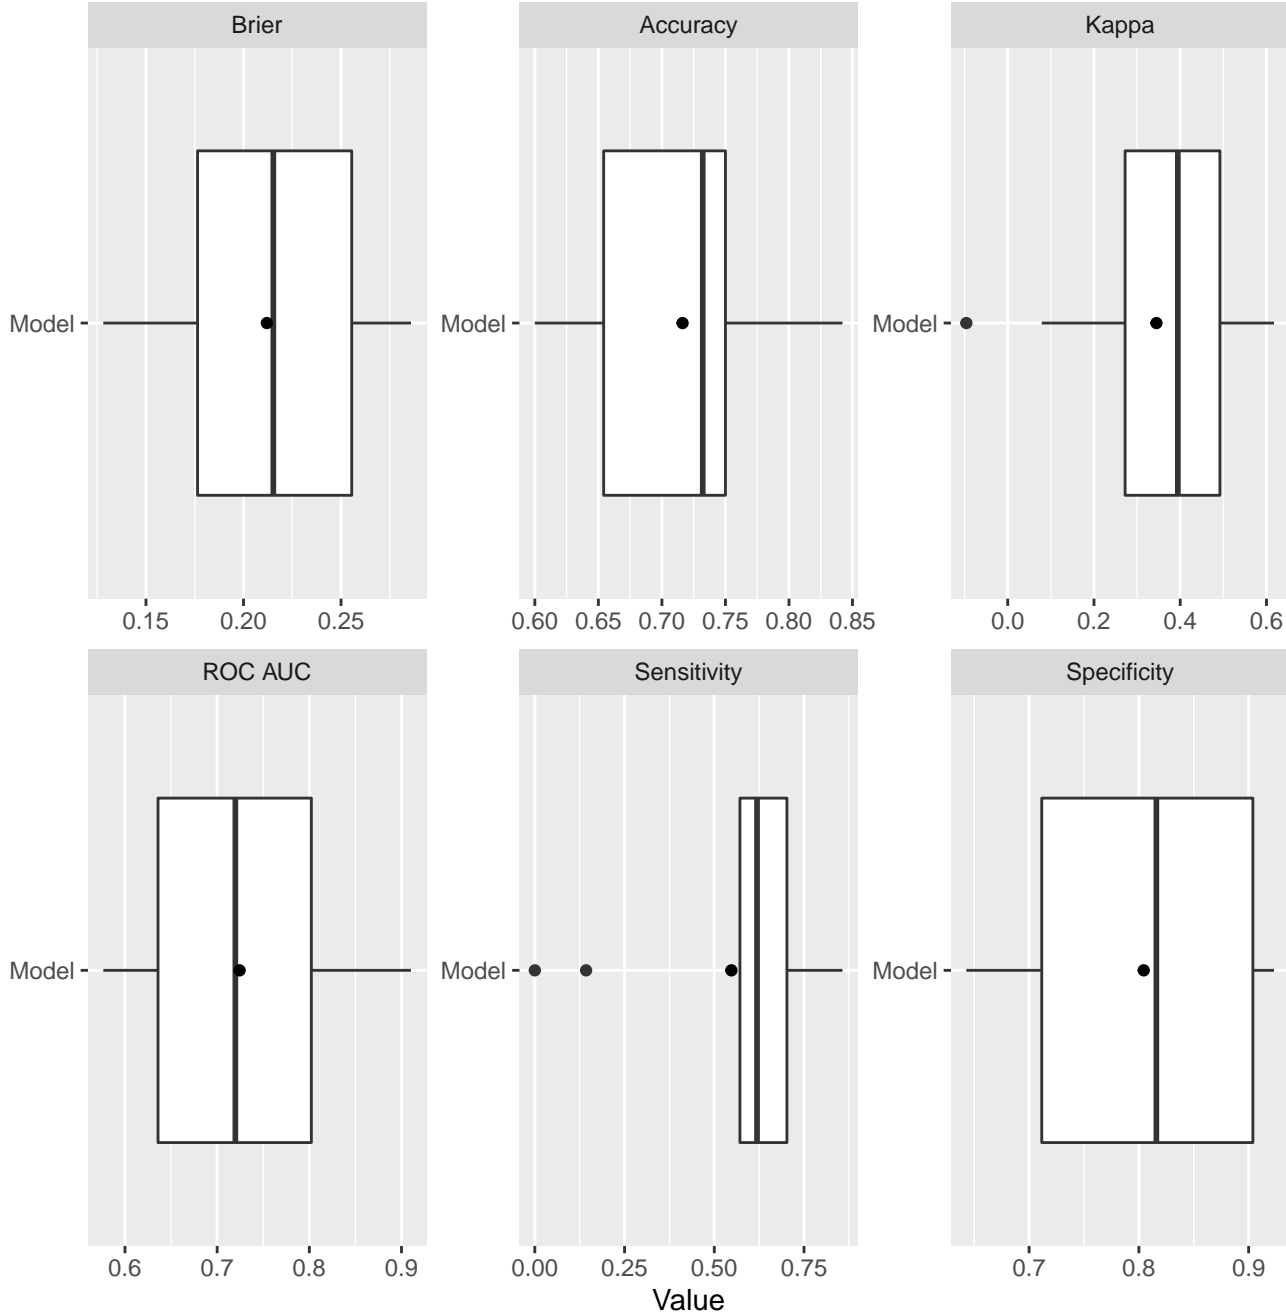 Brier Accuracy Kappa
Model Model Model
0.15 0.20 0.25 0.60 0.65 0.70 0.75 0.80 0.85 0.0 0.2 0.4 0.6
ROC AUC Sensitivity Specificity
Model Model Model
0.6 0.7 0.8 0.9 0.00 0.25 0.50 0.75 0.7 0.8 0.9
Value